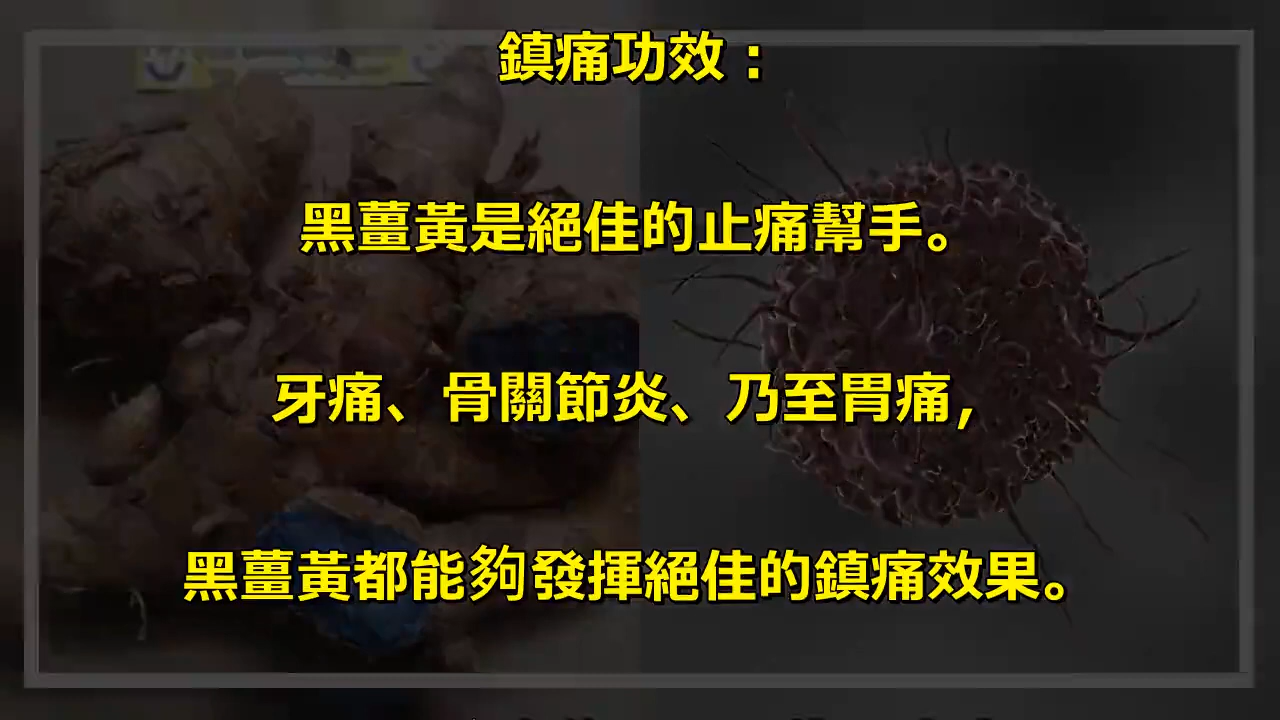 鎮痛功效：
黑薑黃是絕佳的止痛幫手。
牙痛、骨關節炎、乃至胃痛，
黑薑黃都能夠發揮絕佳的鎮痛效果。